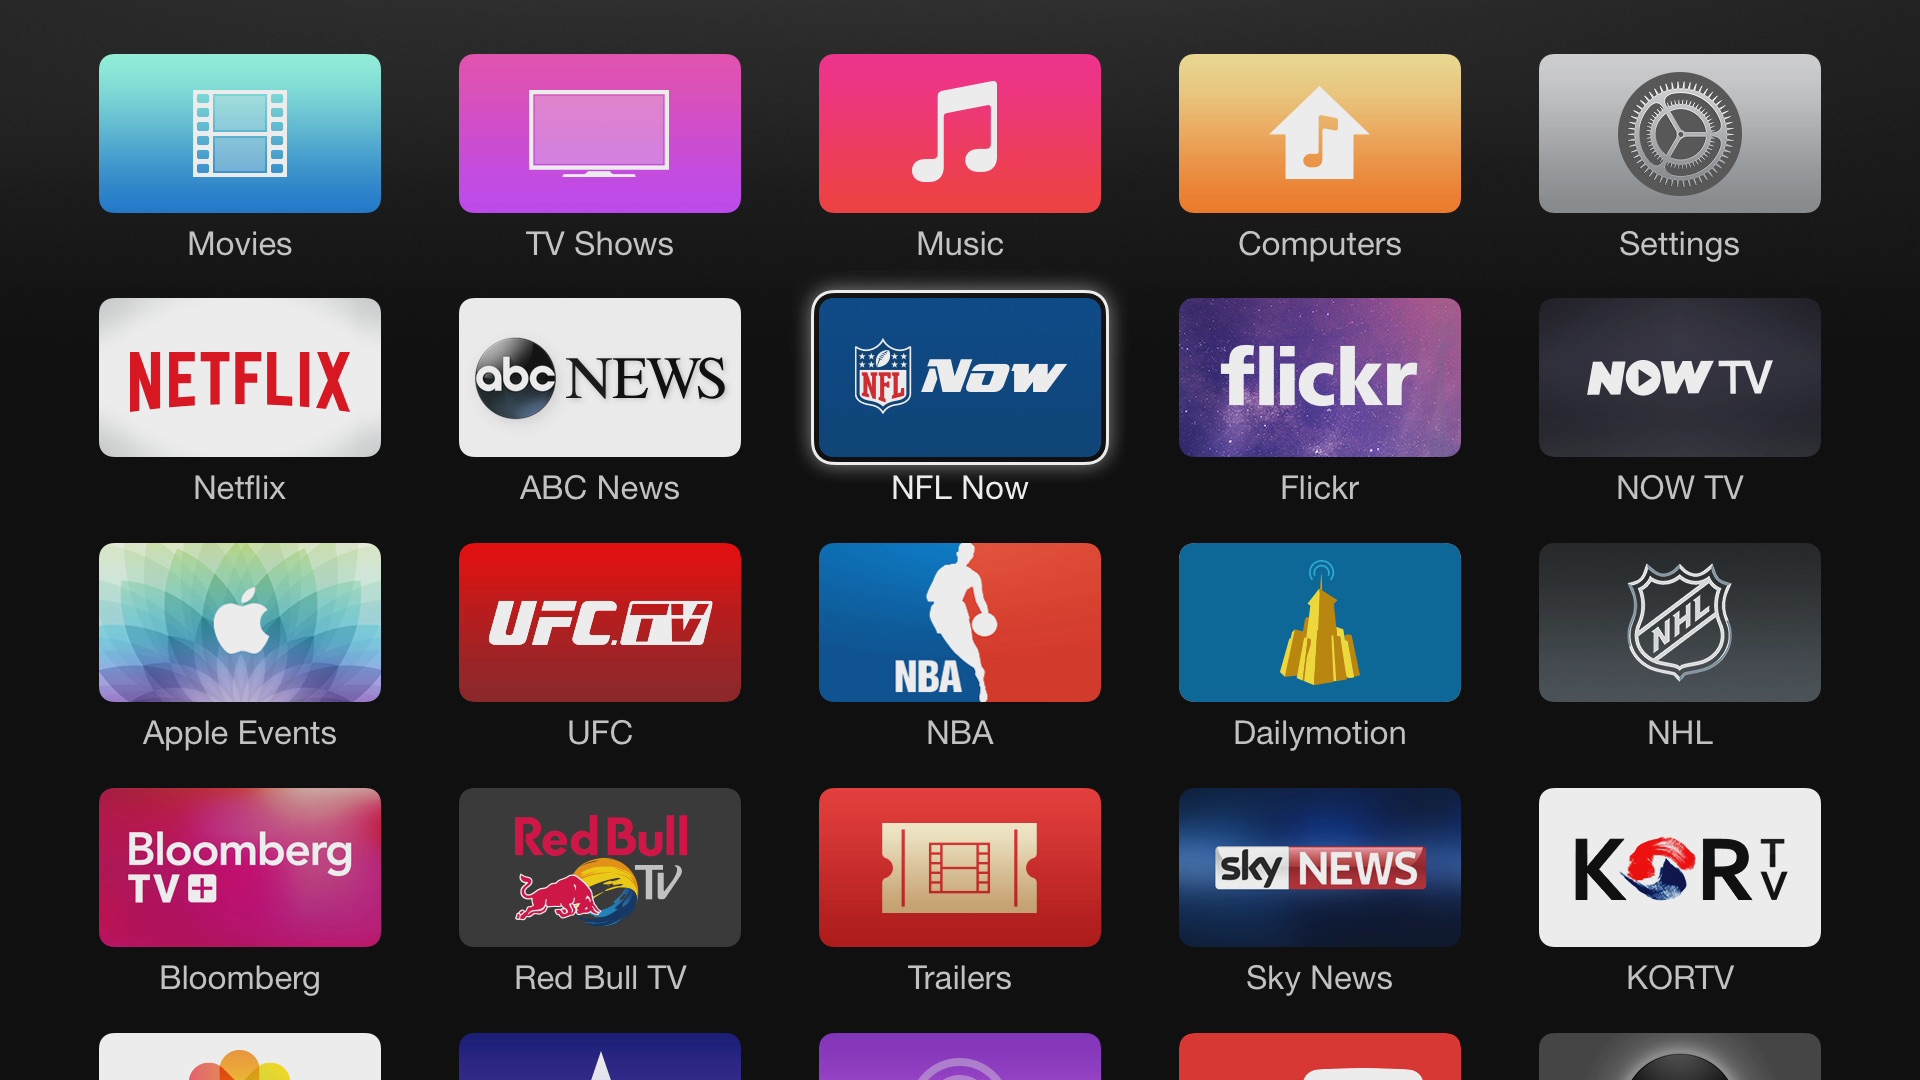 Movies
TV Shows
Music
Computers
Settings
NETFLIX
abc NEWS
NFL NOW
flickr
NOW TV
Netflix
ABC News
NFL Now
Flickr
NOW TV
UFC.TV
NBA
NHL
Apple Events
UFC
NBA
Dailymotion
NHL
Bloomberg
TV+
Red Bull
TV
sky NEWS
KORTV
Bloomberg
Red Bull TV
Trailers
Sky News
KORTV